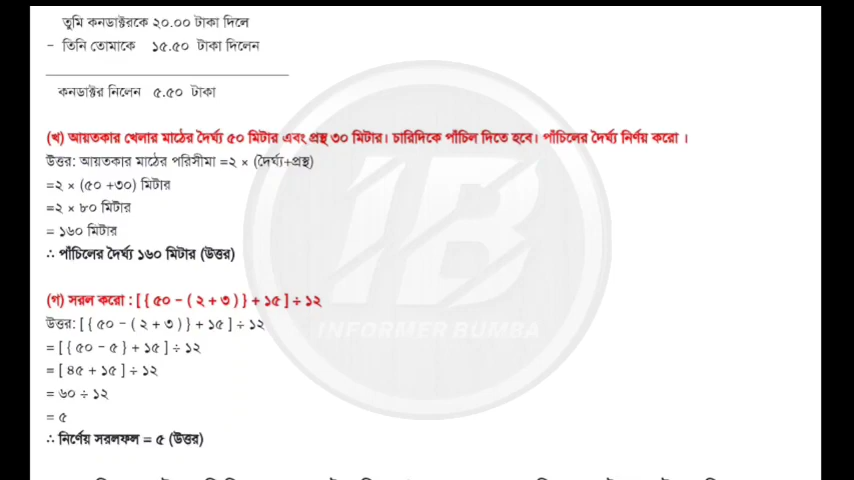 তুমি কনডাক্টরকে ২০.০০ টাকা দিলে
- তিনি তোমাকে ১৫.৫০ টাকা দিলেন
কনডাক্টর নিলেন ৫.৫০ টাকা
(খ) আয়তকার খেলার মাঠের দৈর্ঘ্য ৫০ মিটার এবং প্রস্থ ৩০ মিটার। চারিদিকে পাঁচিল দিতে হবে। পাঁচিলের দৈর্ঘ্য নির্ণয় করো ।
উত্তর: আয়তকার মাঠের পরিসীমা =২ × (দৈর্ঘ্য+প্রস্থ)
=২ × (৫০ +৩০) মিটার
=২ × ৮০ মিটার
= ১৬০ মিটার
∴ পাঁচিলের দৈর্ঘ্য ১৬০ মিটার (উত্তর)
(গ) সরল করো : [ { ৫০ – ( ২ + ৩ ) } + ১৫ ] ÷ ১২
উত্তর: [ { ৫০ – ( ২ + ৩ ) } + ১৫ ] ÷ ১২
= [ { ৫০ – ৫ } + ১৫ ] ÷ ১২
= [ ৪৫ + ১৫ ] ÷ ১২
= ৬০ ÷ ১২
= ৫
∴ নির্ণেয় সরলফল = ৫ (উত্তর)
IB
INFORMER BUMBA